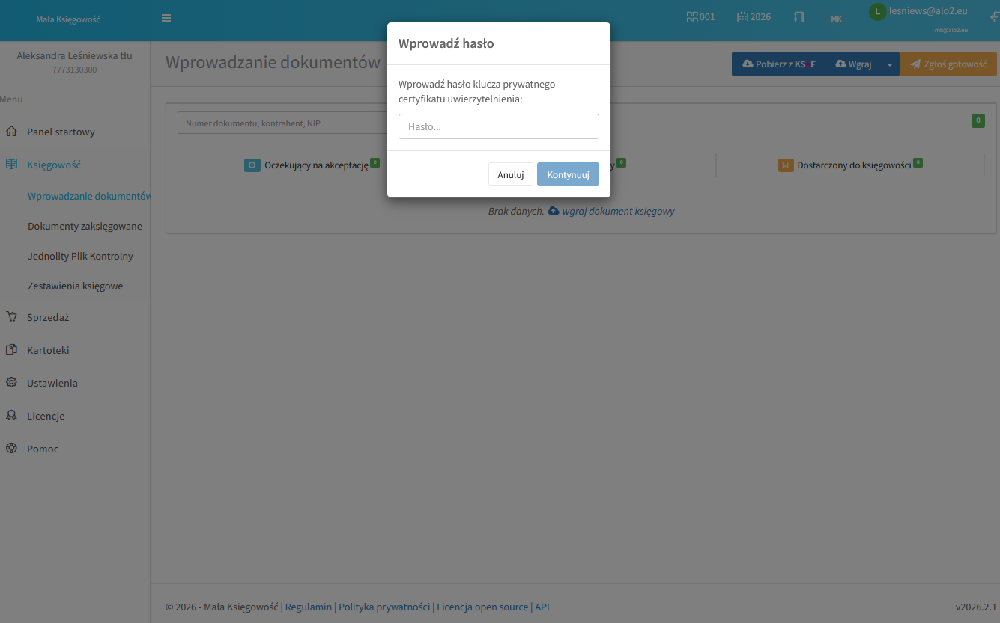 Mała Księgowość
001
2026
MK
L
lesniews@alo2.eu
mk@alo2.eu
Aleksandra Leśniewska tłu
7773130300
Menu
Panel startowy
Księgowość
Wprowadzanie dokumentów
Dokumenty zaksięgowane
Jednolity Plik Kontrolny
Zestawienia księgowe
Sprzedaż
Kartoteki
Ustawienia
Licencje
Pomoc
Wprowadzanie dokumentów
Pobierz z KSeF
Wgraj
Zgłoś gotowość
Numer dokumentu, kontrahent, NIP
0
Oczekujący na akceptację 0
y 0
Dostarczony do księgowości 0
Brak danych. wgraj dokument księgowy
Wprowadź hasło
Wprowadź hasło klucza prywatnego
certyfikatu uwierzytelnienia:
Hasło...
Anuluj
Kontynuuj
© 2026 - Mała Księgowość | Regulamin | Polityka prywatności | Licencja open source | API
v2026.2.1